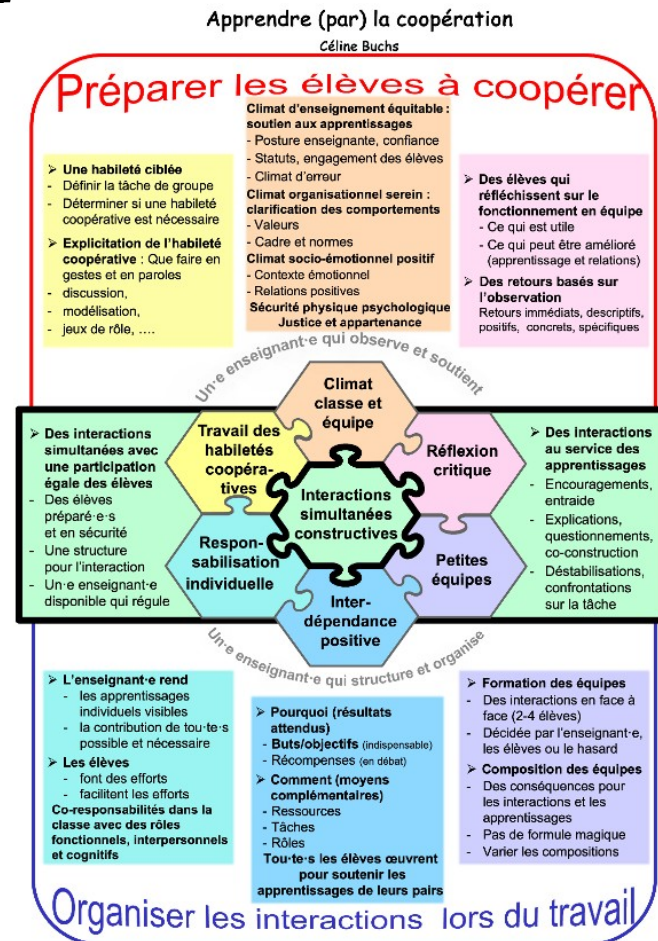 Apprendre (par) la coopération
Céline Buchs
Préparer les élèves à coopérer
➢ Une habileté ciblée
- Définir la tâche de groupe
- Déterminer si une habileté
coopérative est nécessaire
➢ Explicitation de l'habileté
coopérative : Que faire en
gestes et en paroles
- discussion,
- modélisation,
- jeux de rôle, ….
Climat d'enseignement équitable :
soutien aux apprentissages
- Posture enseignante, confiance
- Statuts, engagement des élèves
- Climat d'erreur
Climat organisationnel serein :
clarification des comportements
- Valeurs
- Cadre et normes
Climat socio-émotionnel positif
- Contexte émotionnel
- Relations positives
Sécurité physique psychologique
Justice et appartenance
➢ Des élèves qui
réfléchissent sur le
fonctionnement en équipe
- Ce qui est utile
- Ce qui peut être amélioré
(apprentissage et relations)
➢ Des retours basés sur
l'observation
Retours immédiats, descriptifs,
positifs, concrets, spécifiques
Un·e enseignant·e qui observe et soutient
➢ Des interactions
simultanées avec
une participation
égale des élèves
- Des élèves
préparé·e·s
et en sécurité
- Une structure
pour l'interaction
- Un·e enseignant·e
disponible qui régule
Climat
classe et
équipe
Travail des
habiletés
coopéra-
tives
Réflexion
critique
Interactions
simultanées
constructives
Respon-
sabilisation
individuelle
Petites
équipes
Inter-
dépendance
positive
➢ Des interactions
au service des
apprentissages
- Encouragements,
entraide
- Explications,
questionnements,
co-construction
- Déstabilisations,
confrontations
sur la tâche
Un·e enseignant·e qui structure et organise
➢ L'enseignant·e rend
- les apprentissages
individuels visibles
- la contribution de tou·te·s
possible et nécessaire
➢ Les élèves
- font des efforts
- facilitent les efforts
Co-responsabilités dans la
classe avec des rôles
fonctionnels, interpersonnels
et cognitifs
➢ Pourquoi (résultats
attendus)
- Buts/objectifs (indispensable)
- Récompenses (en débat)
➢ Comment (moyens
complémentaires)
- Ressources
- Tâches
- Rôles
Tou·te·s les élèves œuvrent
pour soutenir les
apprentissages de leurs pairs
➢ Formation des équipes
- Des interactions en face à
face (2-4 élèves)
- Décidée par l'enseignant·e,
les élèves ou le hasard
➢ Composition des équipes
- Des conséquences pour
les interactions et les
apprentissages
- Pas de formule magique
- Varier les compositions
Organiser les interactions lors du travail